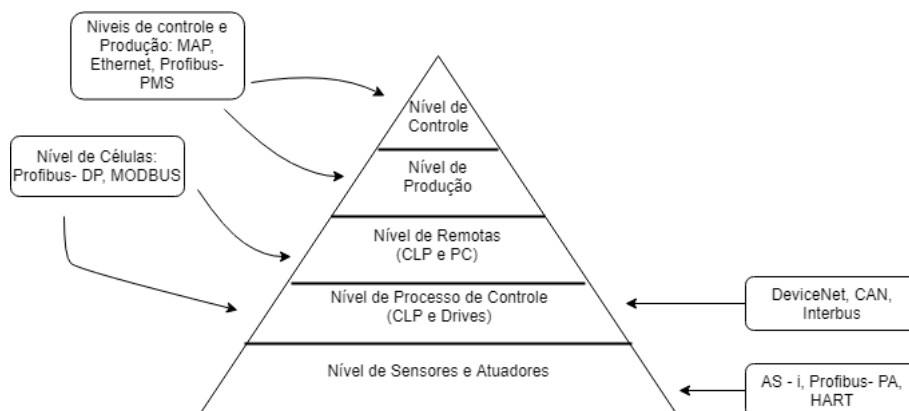 Niveis de controle e
Produção: MAP,
Ethernet, Profibus-
PMS
Nível de Células:
Profibus- DP, MODBUS
Nível de
Controle
Nível de
Produção
Nível de Remotas
(CLP e PC)
Nível de Processo de Controle
(CLP e Drives)
Nível de Sensores e Atuadores
DeviceNet, CAN,
Interbus
AS - i, Profibus- PA,
HART